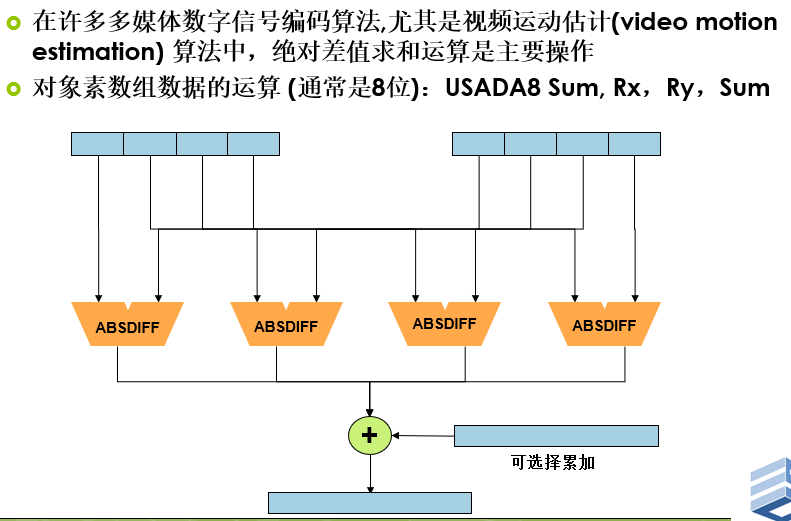 在许多多媒体数字信号编码算法,尤其是视频运动估计(video motion
estimation) 算法中，绝对差值求和运算是主要操作
对象素数组数据的运算 (通常是8位)：USADA8 Sum, Rx，Ry，Sum
ABSDIFF
ABSDIFF
ABSDIFF
ABSDIFF
+
可选择累加